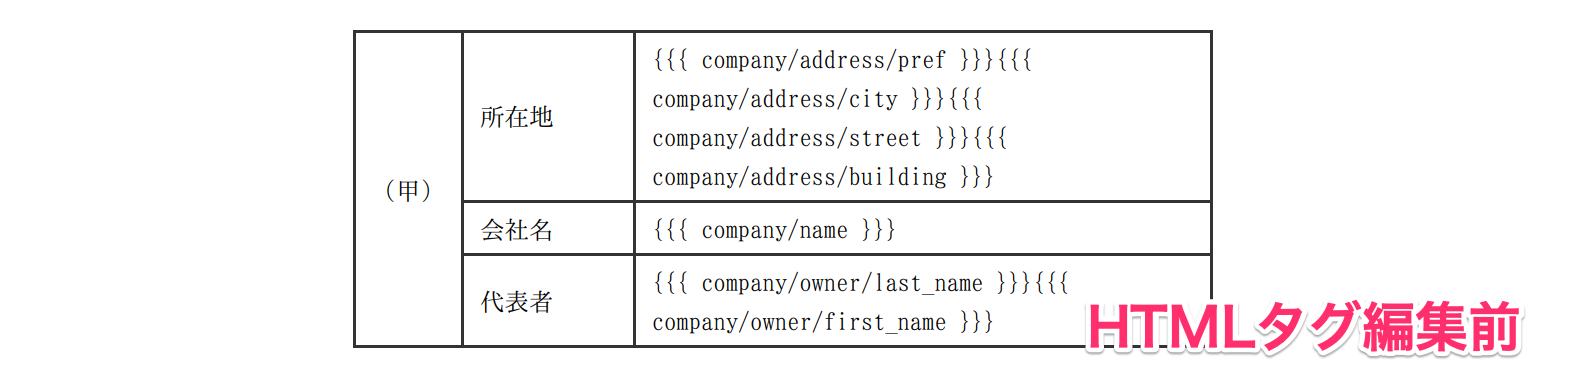 （甲）
所在地
{{{ company/address/pref }}}{{{
company/address/city }}}{{{
company/address/street }}}{{{
company/address/building }}}
会社名
{{{ company/name }}}
代表者
{{{ company/owner/last_name }}}{{{
company/owner/first_name }}}
HTMLタグ編集前